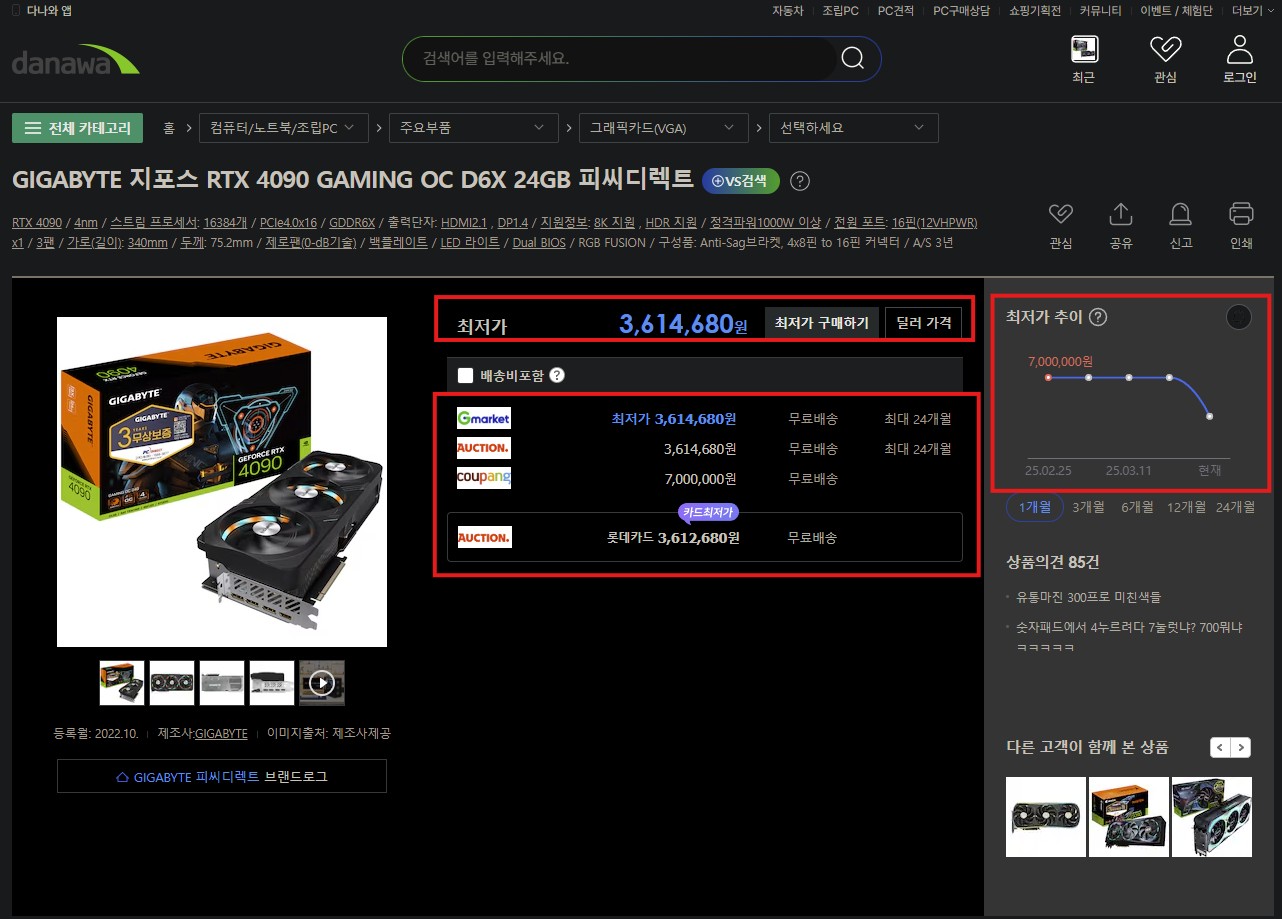 다나와 앱
자동차 조립PC PC견적 PC구매상담 쇼핑기획전 커뮤니티 이벤트 / 체험단 더보기
danawa
검색어를 입력해주세요.
최근 관심 로그인
전체 카테고리 홈 > 컴퓨터/노트북/조립PC > 주요부품 > 그래픽카드(VGA) > 선택하세요
GIGABYTE 지포스 RTX 4090 GAMING OC D6X 24GB 피씨디렉트 VS검색 ?
RTX 4090 / 4nm / 스트림 프로세서: 16384개 / PCIe4.0x16 / GDDR6X / 출력단자: HDMI2.1 , DP1.4 / 지원정보: 8K 지원 , HDR 지원 / 정격파워1000W 이상 / 전원 포트: 16핀(12VHPWR)
x1 / 3팬 / 가로(길이): 340mm / 두께: 75.2mm / 제로팬(0-dB기술) / 백플레이트 / LED 라이트 / Dual BIOS / RGB FUSION / 구성품: Anti-Sag브라켓, 4x8핀 to 16핀 커넥터 / A/S 3년
관심 공유 신고 인쇄
GIGABYTE
4090
GIGABYTE
GIGABYTE
GIGABYTE
3 YEARS 무상보증
GEFORCE RTX
4090
GEFORCE RTX
4090
최저가 3,614,680원 최저가 구매하기 딜러 가격
배송비포함 ?
Gmarket 최저가 3,614,680원 무료배송 최대 24개월
AUCTION. 3,614,680원 무료배송 최대 24개월
coupang 7,000,000원 무료배송
카드최저가
AUCTION. 롯데카드 3,612,680원 무료배송
등록월: 2022.10. 제조사:GIGABYTE 이미지출처: 제조사제공
GIGABYTE 피씨디렉트 브랜드로그
최저가 추이 ?
7,000,000원
25.02.25 25.03.11 현재
1개월 3개월 6개월 12개월 24개월
상품의견 85건
유통마진 300프로 미친색들
숫자패드에서 4누르려다 7눌럿냐? 700뭐냐
ㅋㅋㅋㅋㅋ
다른 고객이 함께 본 상품